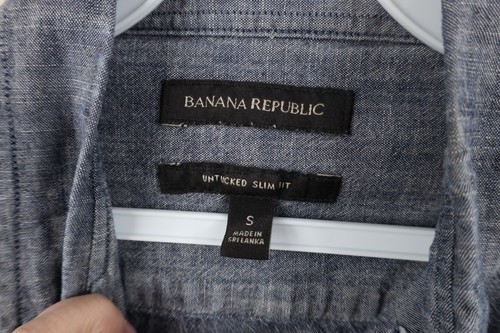 BANANA REPUBLIC
UNTUCKED SLIM FIT
S
MADE IN
SRI LANKA